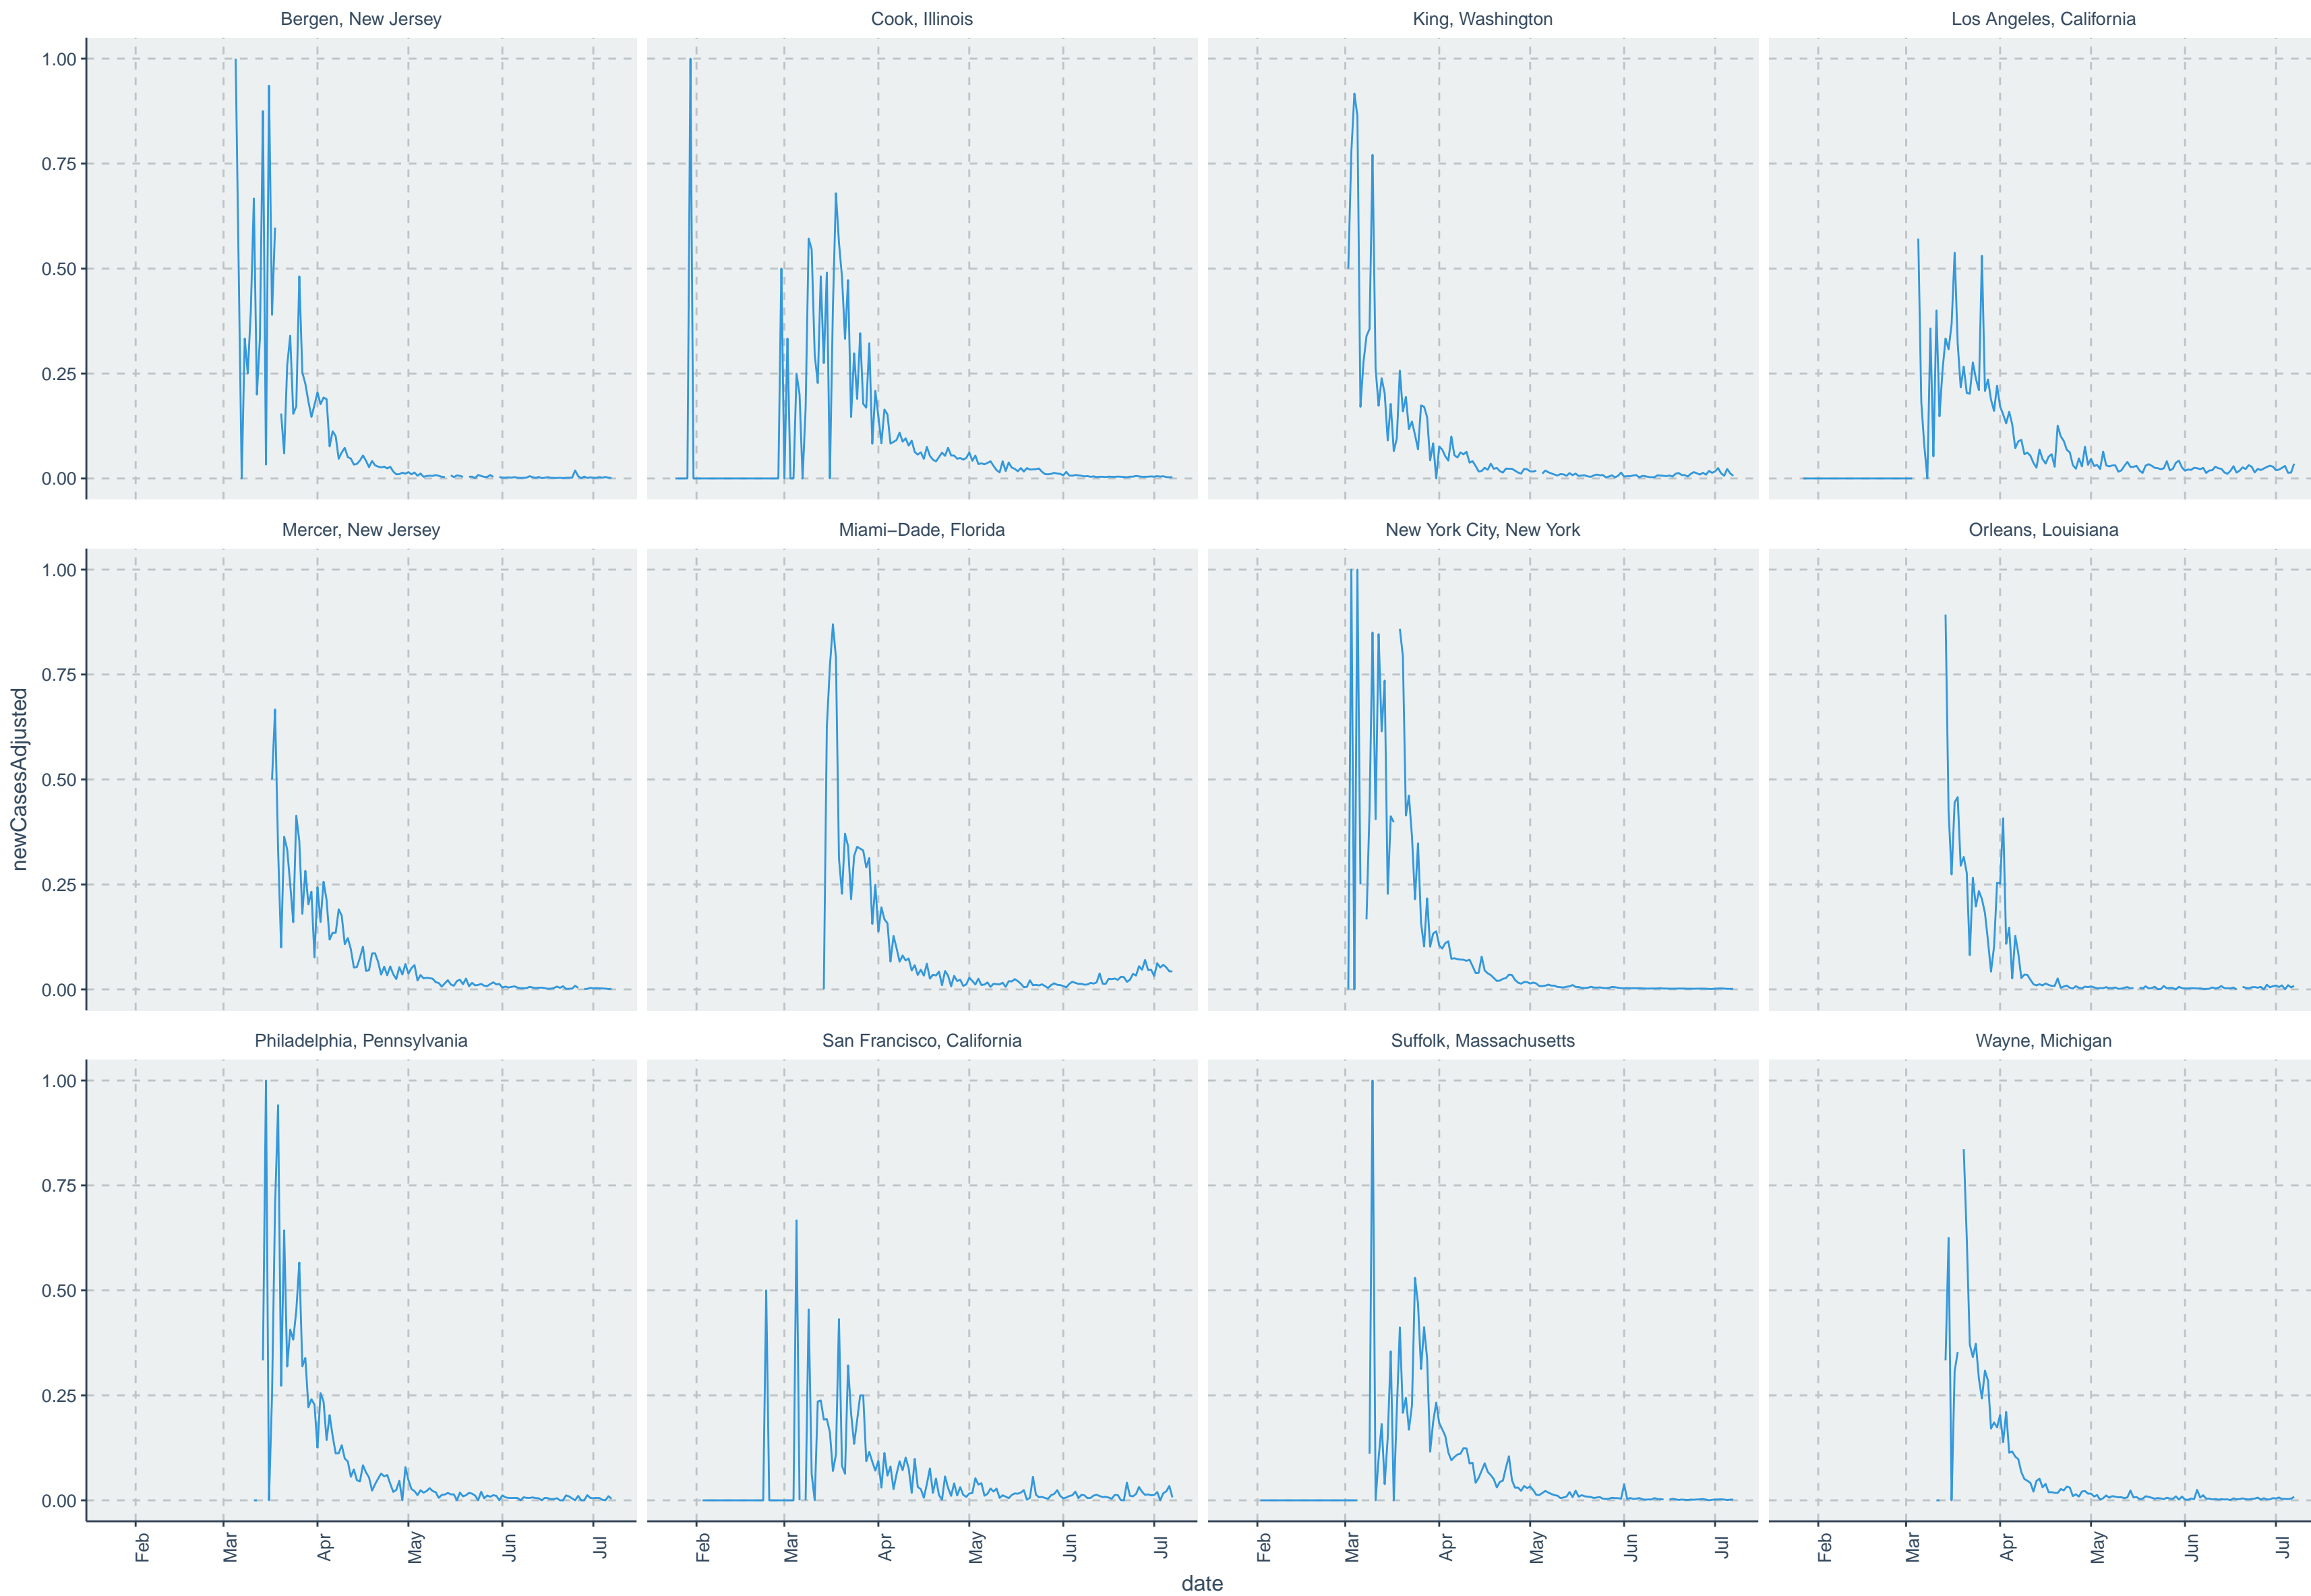 Bergen, New Jersey
Cook, Illinois
King, Washington
Los Angeles, California
1.00
0.75
0.50
0.25
0.00
Mercer, New Jersey
Miami−Dade, Florida
New York City, New York
Orleans, Louisiana
1.00
0.75
0.50
0.25
0.00
newCasesAdjusted
Philadelphia, Pennsylvania
San Francisco, California
Suffolk, Massachusetts
Wayne, Michigan
1.00
0.75
0.50
0.25
0.00
Feb Mar Apr May Jun Jul
Feb Mar Apr May Jun Jul
Feb Mar Apr May Jun Jul
Feb Mar Apr May Jun Jul
date